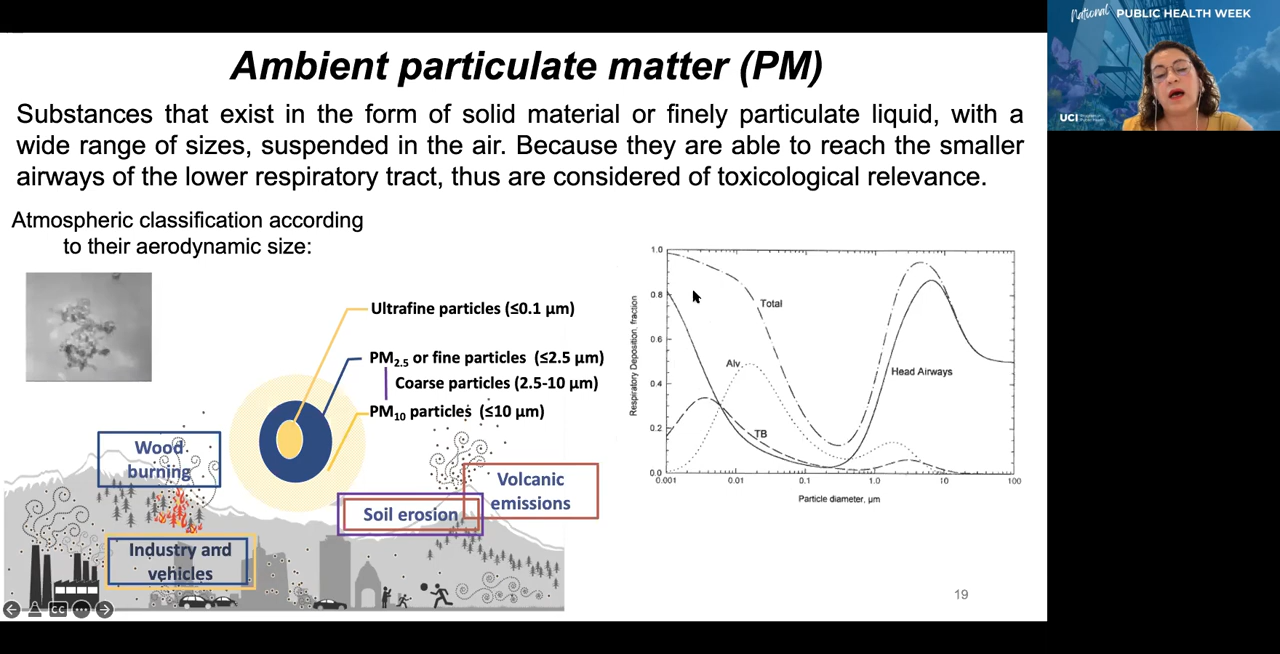 National PUBLIC HEALTH WEEK
UCI
Ambient particulate matter (PM)
Substances that exist in the form of solid material or finely particulate liquid, with a
wide range of sizes, suspended in the air. Because they are able to reach the smaller
airways of the lower respiratory tract, thus are considered of toxicological relevance.
Atmospheric classification according
to their aerodynamic size:
Ultrafine particles (≤0.1 µm)
PM2.5 or fine particles (≤2.5 µm)
Coarse particles (2.5-10 µm)
PM10 particles (≤10 µm)
Wood
burning
Volcanic
emissions
Soil erosion
Industry and
vehicles
Respiratory Deposition, fraction
1.0
0.8
0.6
0.4
0.2
0.0
Total
Alv
TB
Head Airways
0.001 0.01 0.1 1.0 10 100
Particle diameter, µm
19
CC